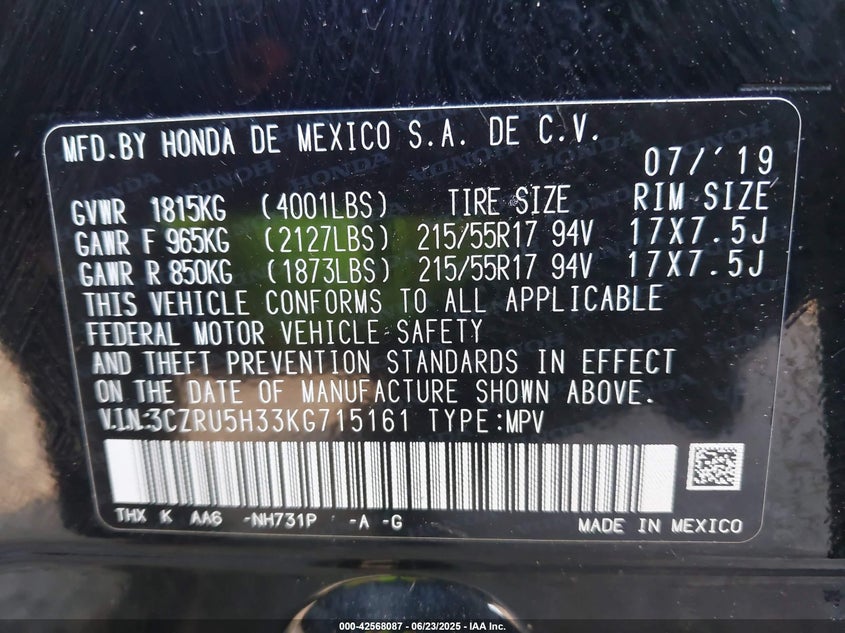 MFD.BY HONDA DE MEXICO S.A. DE C.V.
07/'19
GVWR 1815KG (4001LBS) TIRE SIZE RIM SIZE
GAWR F 965KG (2127LBS) 215/55R17 94V 17X7.5J
GAWR R 850KG (1873LBS) 215/55R17 94V 17X7.5J
THIS VEHICLE CONFORMS TO ALL APPLICABLE
FEDERAL MOTOR VEHICLE SAFETY
AND THEFT PREVENTION STANDARDS IN EFFECT
ON THE DATE OF MANUFACTURE SHOWN ABOVE.
V.I.N:3CZRU5H33KG715161 TYPE:MPV
THX K AA6 -NH731P -A -G MADE IN MEXICO
000-42568087 - 06/23/2025 - IAA Inc.